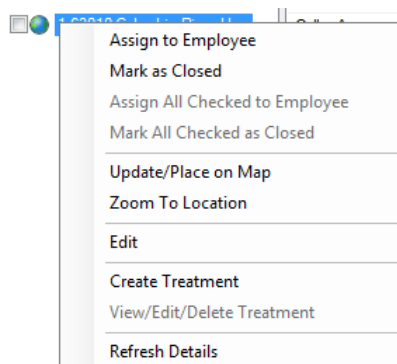 Assign to Employee
Mark as Closed
Assign All Checked to Employee
Mark All Checked as Closed
Update/Place on Map
Zoom To Location
Edit
Create Treatment
View/Edit/Delete Treatment
Refresh Details